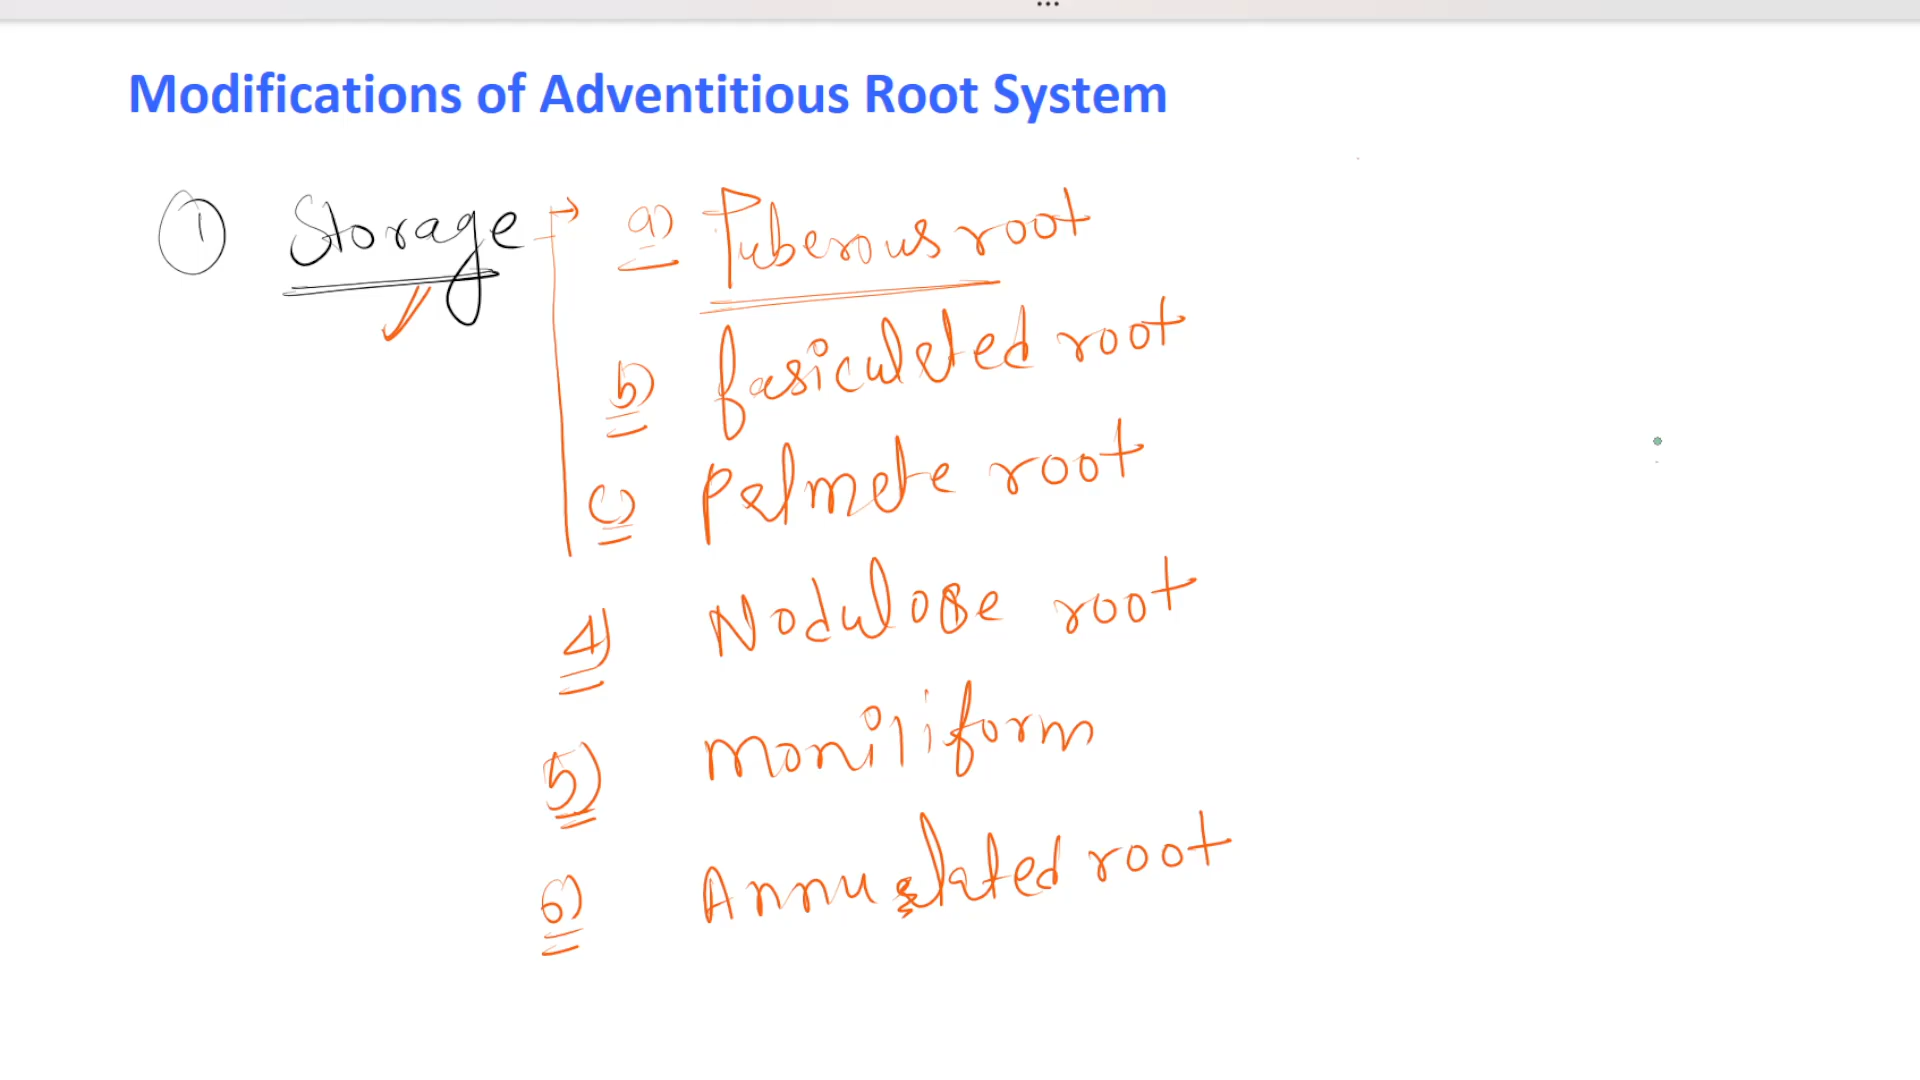 Modifications of Adventitious Root System
① Storage → a) Tuberous root
b) fasiculated root
c) Palmate root
4) Nodulose root
5) moniliform
6) Annulated root